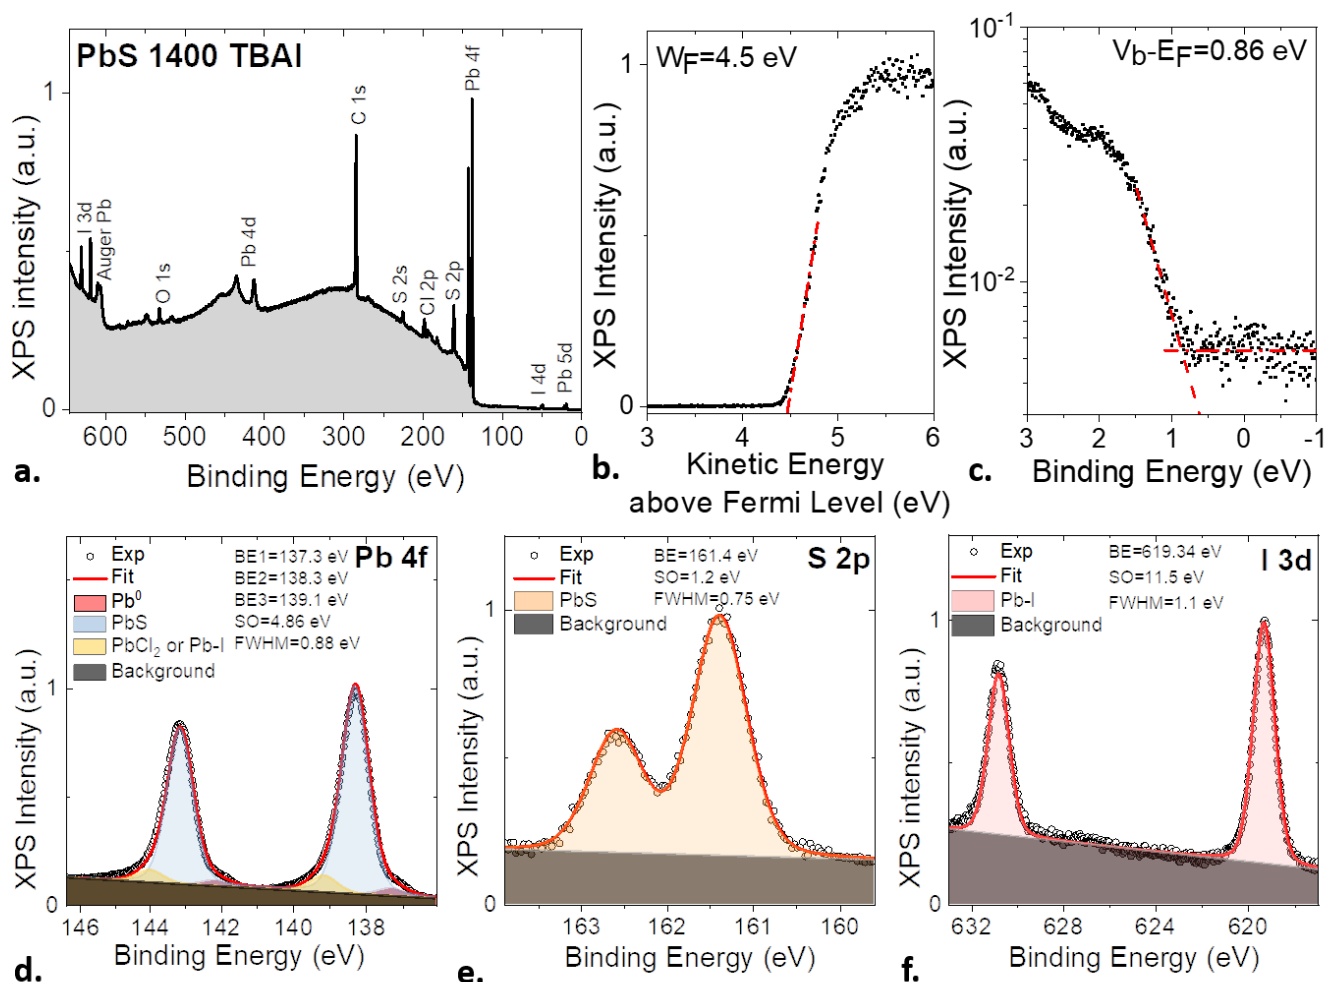 PbS 1400 TBAI
XPS intensity (a.u.)
1
0
I 3d
Auger Pb
O 1s
Pb 4d
C 1s
S 2s
Cl 2p
S 2p
Pb 4f
I 4d
Pb 5d
600 500 400 300 200 100 0
Binding Energy (eV)
a.
W_F=4.5 eV
XPS Intensity (a.u.)
1
0
3 4 5 6
Kinetic Energy
above Fermi Level (eV)
b.
V_b-E_F=0.86 eV
XPS Intensity (a.u.)
10^-1
10^-2
3 2 1 0 -1
Binding Energy (eV)
c.
Pb 4f
Exp
Fit
Pb^0
PbS
PbCl_2 or Pb-I
Background
BE1=137.3 eV
BE2=138.3 eV
BE3=139.1 eV
SO=4.86 eV
FWHM=0.88 eV
XPS Intensity (a.u.)
1
0
146 144 142 140 138
Binding Energy (eV)
d.
S 2p
Exp
Fit
PbS
Background
BE=161.4 eV
SO=1.2 eV
FWHM=0.75 eV
XPS Intensity (a.u.)
1
0
163 162 161 160
Binding Energy (eV)
e.
I 3d
Exp
Fit
Pb-I
Background
BE=619.34 eV
SO=11.5 eV
FWHM=1.1 eV
XPS intensity (a.u.)
1
0
632 628 624 620
Binding Energy (eV)
f.